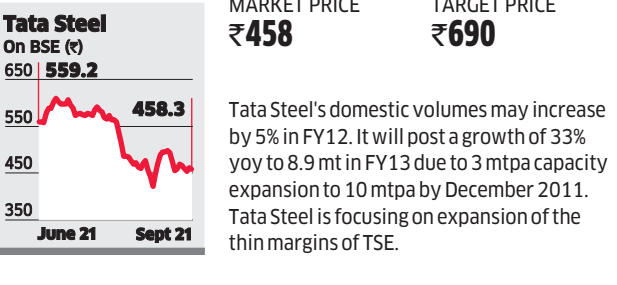 Tata Steel
On BSE (₹)
650 559.2
550
458.3
450
350
June 21 Sept 21
MARKET PRICE
₹458
TARGET PRICE
₹690
Tata Steel's domestic volumes may increase
by 5% in FY12. It will post a growth of 33%
yoy to 8.9 mt in FY13 due to 3 mtpa capacity
expansion to 10 mtpa by December 2011.
Tata Steel is focusing on expansion of the
thin margins of TSE.